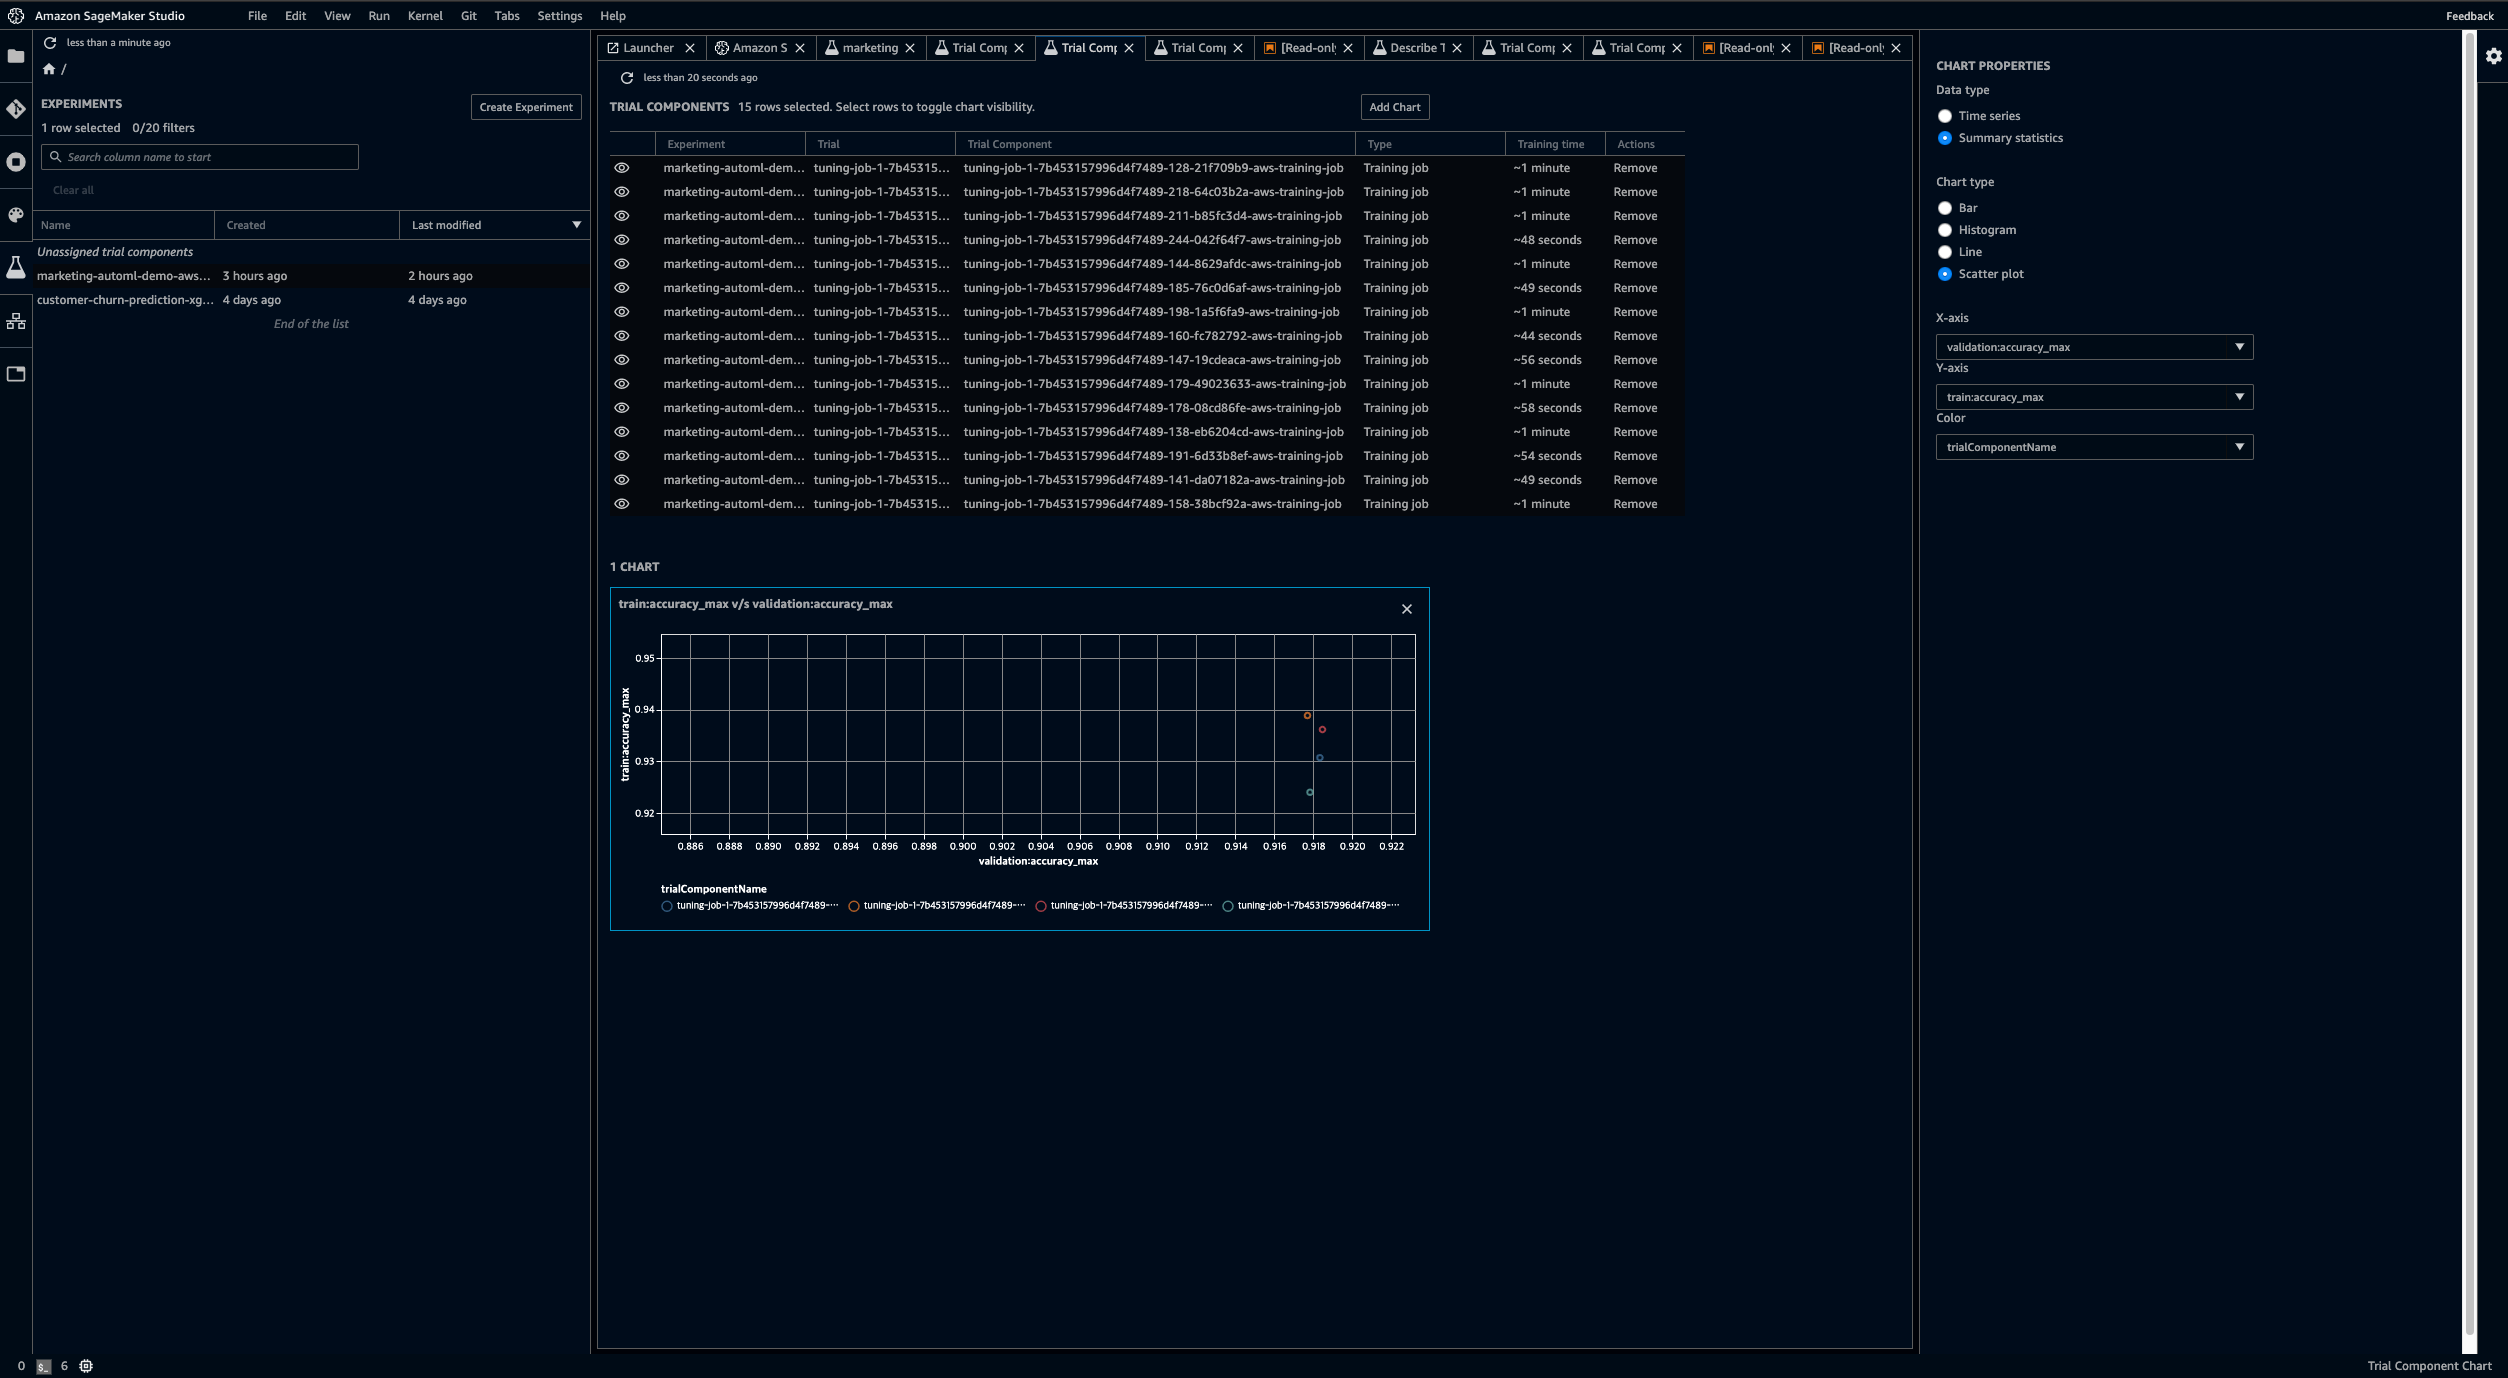 Amazon SageMaker Studio File Edit View Run Kernel Git Tabs Settings Help Feedback
less than a minute ago
/
EXPERIMENTS
Create Experiment
1 row selected 0/20 filters
Search column name to start
Clear all
Name Created Last modified
Unassigned trial components
marketing-automl-demo-aws... 3 hours ago 2 hours ago
customer-churn-prediction-xg... 4 days ago 4 days ago
End of the list
Launcher Amazon S marketing Trial Comp Trial Comp Trial Comp [Read-only Describe T Trial Comp Trial Comp [Read-only [Read-only
less than 20 seconds ago
TRIAL COMPONENTS 15 rows selected. Select rows to toggle chart visibility. Add Chart
Experiment Trial Trial Component Type Training time Actions
marketing-automl-dem... tuning-job-1-7b45315... tuning-job-1-7b453157996d4f7489-128-21f709b9-aws-training-job Training job ~1 minute Remove
marketing-automl-dem... tuning-job-1-7b45315... tuning-job-1-7b453157996d4f7489-218-64c03b2a-aws-training-job Training job ~1 minute Remove
marketing-automl-dem... tuning-job-1-7b45315... tuning-job-1-7b453157996d4f7489-211-b85fc3d4-aws-training-job Training job ~1 minute Remove
marketing-automl-dem... tuning-job-1-7b45315... tuning-job-1-7b453157996d4f7489-244-042f64f7-aws-training-job Training job ~48 seconds Remove
marketing-automl-dem... tuning-job-1-7b45315... tuning-job-1-7b453157996d4f7489-144-8629afdc-aws-training-job Training job ~1 minute Remove
marketing-automl-dem... tuning-job-1-7b45315... tuning-job-1-7b453157996d4f7489-185-76c0d6af-aws-training-job Training job ~49 seconds Remove
marketing-automl-dem... tuning-job-1-7b45315... tuning-job-1-7b453157996d4f7489-198-1a5f6fa9-aws-training-job Training job ~1 minute Remove
marketing-automl-dem... tuning-job-1-7b45315... tuning-job-1-7b453157996d4f7489-160-fc782792-aws-training-job Training job ~44 seconds Remove
marketing-automl-dem... tuning-job-1-7b45315... tuning-job-1-7b453157996d4f7489-147-19cdeaca-aws-training-job Training job ~56 seconds Remove
marketing-automl-dem... tuning-job-1-7b45315... tuning-job-1-7b453157996d4f7489-179-49023633-aws-training-job Training job ~1 minute Remove
marketing-automl-dem... tuning-job-1-7b45315... tuning-job-1-7b453157996d4f7489-178-08cd86fe-aws-training-job Training job ~58 seconds Remove
marketing-automl-dem... tuning-job-1-7b45315... tuning-job-1-7b453157996d4f7489-138-eb6204cd-aws-training-job Training job ~1 minute Remove
marketing-automl-dem... tuning-job-1-7b45315... tuning-job-1-7b453157996d4f7489-191-6d33b8ef-aws-training-job Training job ~54 seconds Remove
marketing-automl-dem... tuning-job-1-7b45315... tuning-job-1-7b453157996d4f7489-141-da07182a-aws-training-job Training job ~49 seconds Remove
marketing-automl-dem... tuning-job-1-7b45315... tuning-job-1-7b453157996d4f7489-158-38bcf92a-aws-training-job Training job ~1 minute Remove
1 CHART
train:accuracy_max v/s validation:accuracy_max
train:accuracy_max
0.95
0.94
0.93
0.92
0.886 0.888 0.890 0.892 0.894 0.896 0.898 0.900 0.902 0.904 0.906 0.908 0.910 0.912 0.914 0.916 0.918 0.920 0.922
validation:accuracy_max
trialComponentName
tuning-job-1-7b453157996d4f7489-... tuning-job-1-7b453157996d4f7489-... tuning-job-1-7b453157996d4f7489-... tuning-job-1-7b453157996d4f7489-...
CHART PROPERTIES
Data type
Time series
Summary statistics
Chart type
Bar
Histogram
Line
Scatter plot
X-axis
validation:accuracy_max
Y-axis
train:accuracy_max
Color
trialComponentName
0 $_ 6 Trial Component Chart